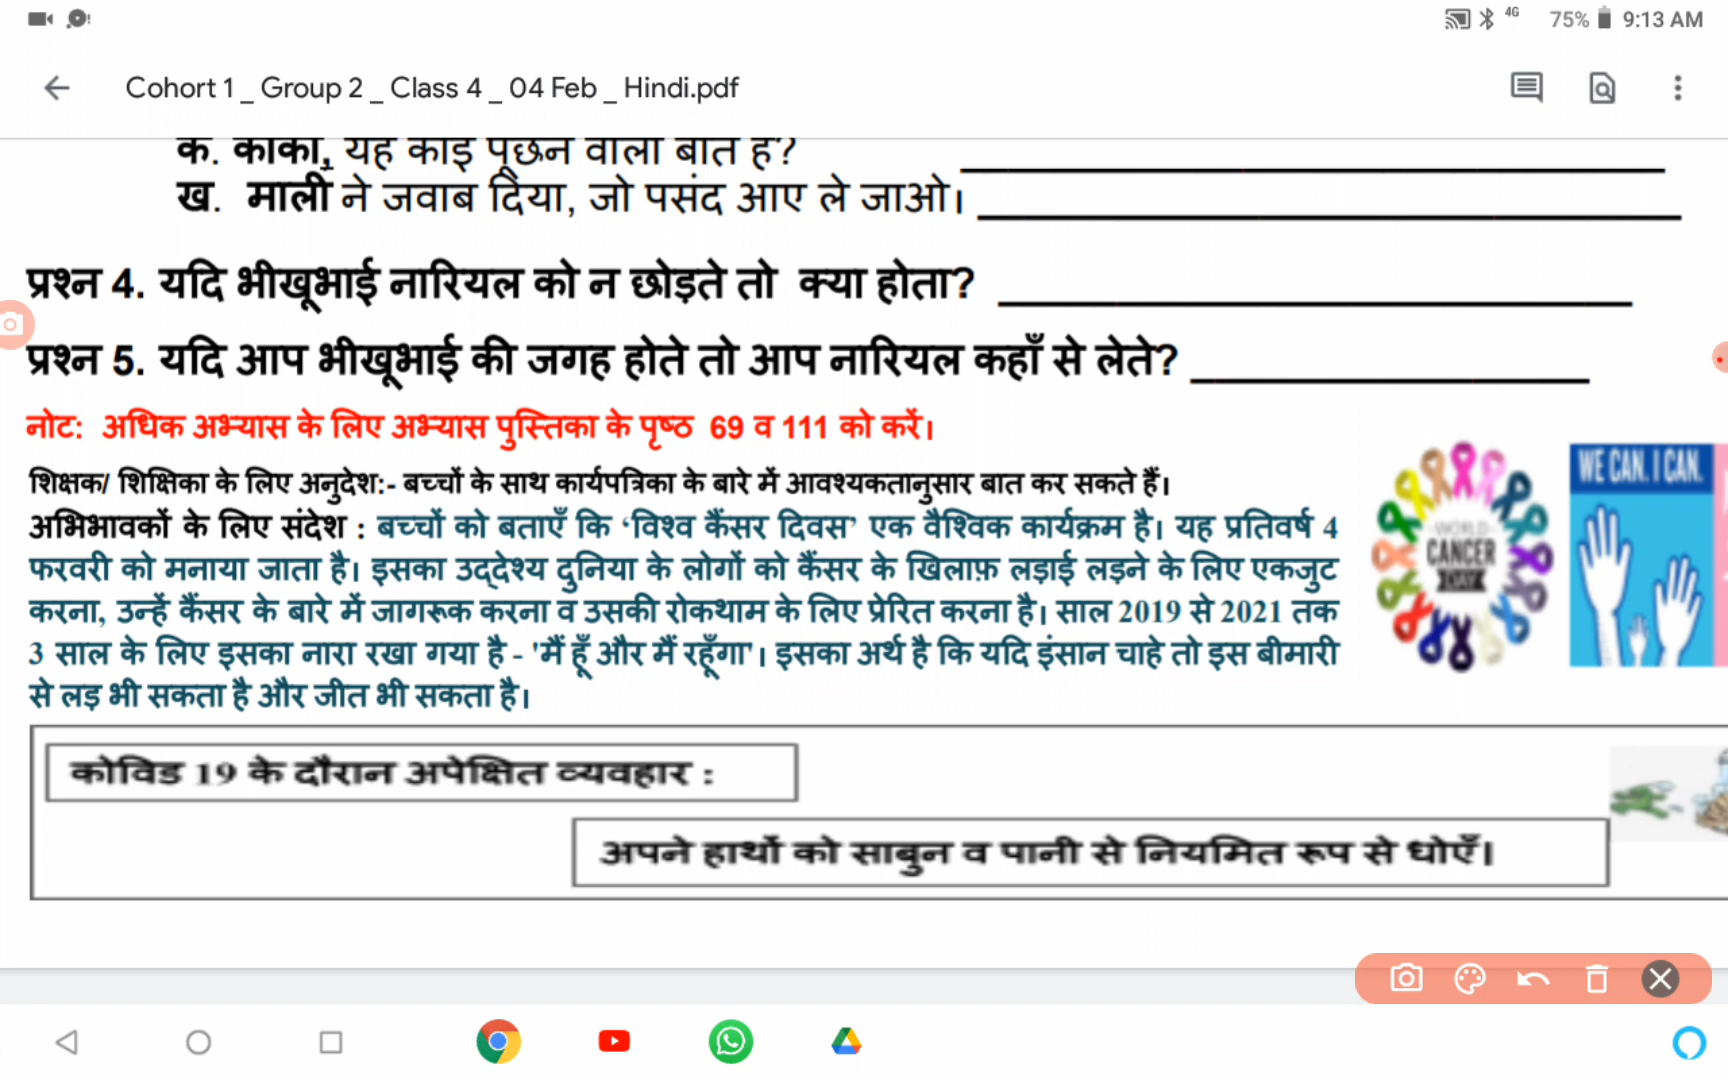 4G 75% 9:13 AM
Cohort 1 _ Group 2 _ Class 4 _ 04 Feb _ Hindi.pdf
क. काका, यह कोई पूछने वाली बात है?
ख. माली ने जवाब दिया, जो पसंद आए ले जाओ।
प्रश्न 4. यदि भीखूभाई नारियल को न छोड़ते तो क्या होता?
प्रश्न 5. यदि आप भीखूभाई की जगह होते तो आप नारियल कहाँ से लेते?
नोट: अधिक अभ्यास के लिए अभ्यास पुस्तिका के पृष्ठ 69 व 111 को करें।
शिक्षक/ शिक्षिका के लिए अनुदेश:- बच्चों के साथ कार्यपत्रिका के बारे में आवश्यकतानुसार बात कर सकते हैं।
अभिभावकों के लिए संदेश : बच्चों को बताएँ कि ‘विश्व कैंसर दिवस’ एक वैश्विक कार्यक्रम है। यह प्रतिवर्ष 4
फरवरी को मनाया जाता है। इसका उद्देश्य दुनिया के लोगों को कैंसर के खिलाफ़ लड़ाई लड़ने के लिए एकजुट
करना, उन्हें कैंसर के बारे में जागरूक करना व उसकी रोकथाम के लिए प्रेरित करना है। साल 2019 से 2021 तक
3 साल के लिए इसका नारा रखा गया है - 'मैं हूँ और मैं रहूँगा'। इसका अर्थ है कि यदि इंसान चाहे तो इस बीमारी
से लड़ भी सकता है और जीत भी सकता है।
WORLD
CANCER
DAY
WE CAN. I CAN.
कोविड 19 के दौरान अपेक्षित व्यवहार :
अपने हाथों को साबुन व पानी से नियमित रूप से धोएँ।